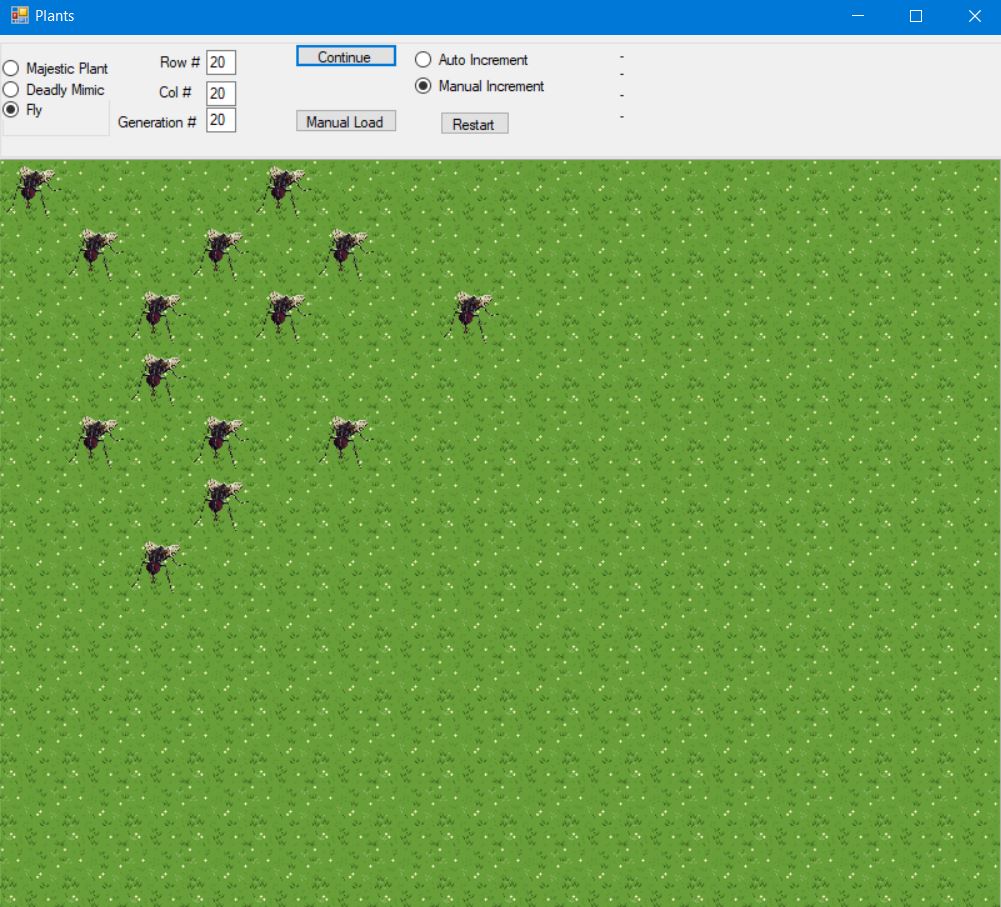 Plants
Majestic Plant
Deadly Mimic
Fly
Row # 20
Col # 20
Generation # 20
Continue
Manual Load
Auto Increment
Manual Increment
Restart
-
-
-
-